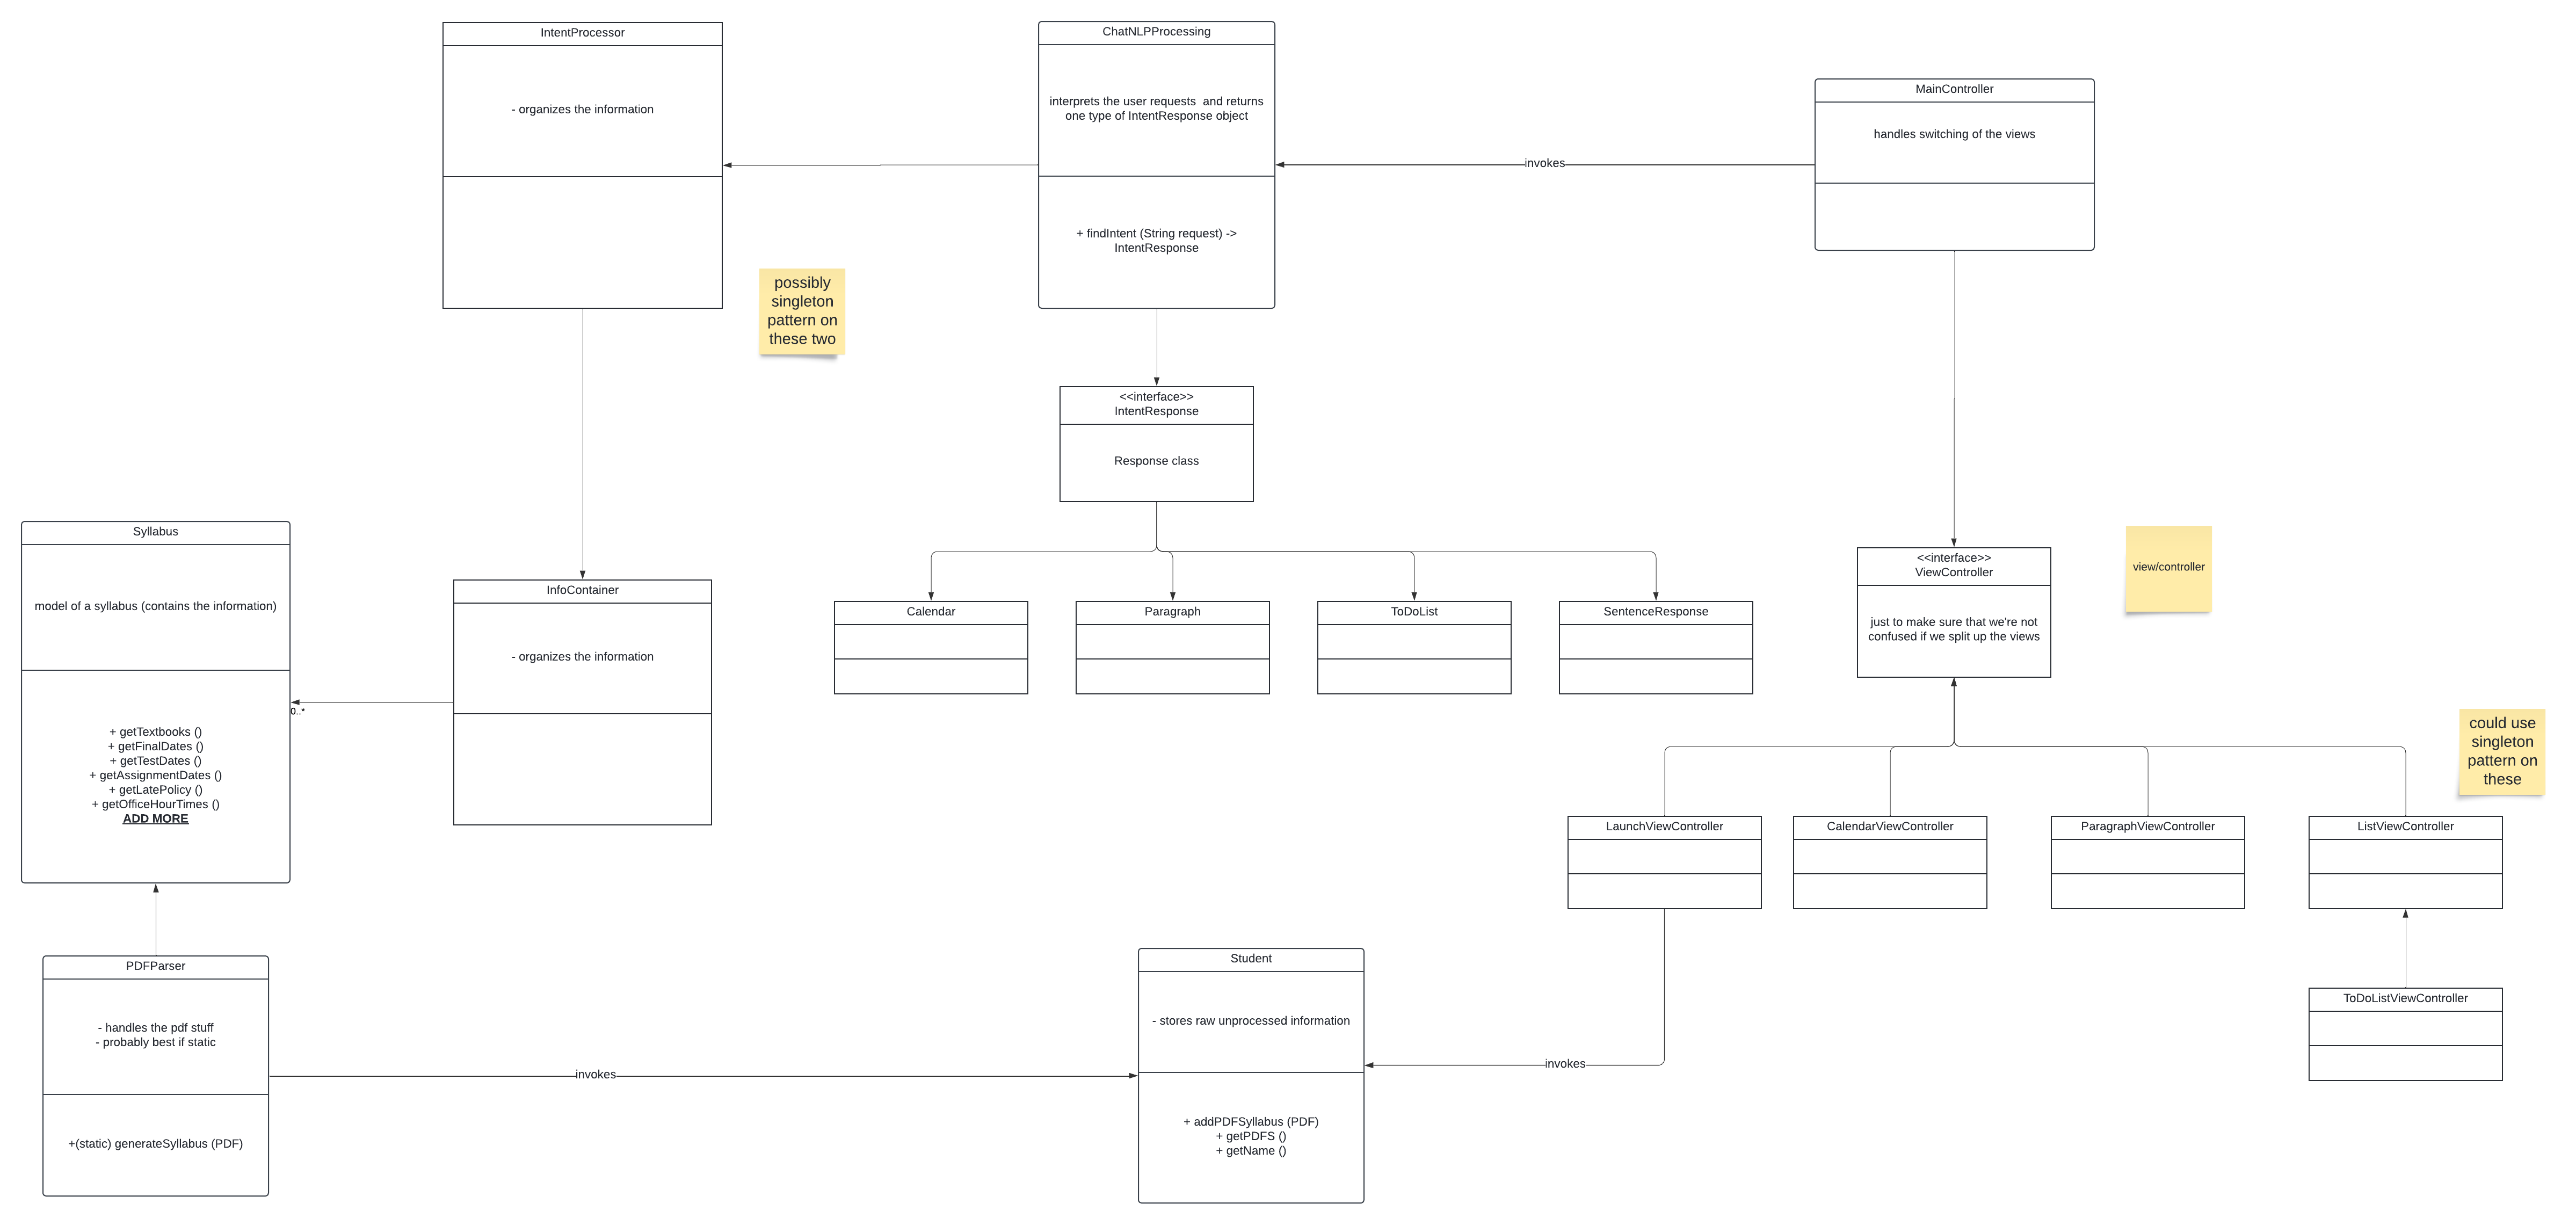 IntentProcessor
- organizes the information
ChatNLPProcessing
interprets the user requests  and returns
one type of IntentResponse object
+ findIntent (String request) ->
IntentResponse
invokes
MainController
handles switching of the views
possibly
singleton
pattern on
these two
<<interface>>
IntentResponse
Response class
Syllabus
model of a syllabus (contains the information)
+ getTextbooks ()
+ getFinalDates ()
+ getTestDates ()
+ getAssignmentDates ()
+ getLatePolicy ()
+ getOfficeHourTimes ()
ADD MORE
0..*
InfoContainer
- organizes the information
Calendar
Paragraph
ToDoList
SentenceResponse
<<interface>>
ViewController
just to make sure that we're not
confused if we split up the views
view/controller
could use
singleton
pattern on
these
LaunchViewController
CalendarViewController
ParagraphViewController
ListViewController
ToDoListViewController
PDFParser
- handles the pdf stuff
- probably best if static
+(static) generateSyllabus (PDF)
invokes
Student
- stores raw unprocessed information
+ addPDFSyllabus (PDF)
+ getPDFS ()
+ getName ()
invokes